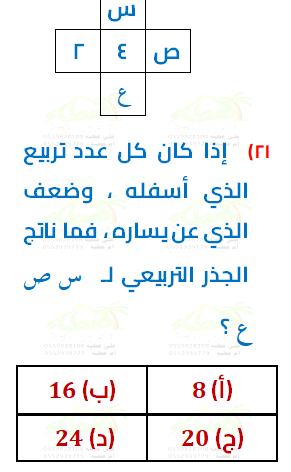 س
ص ٤ ٢
ع
٢١) إذا كان كل عدد تربيع
الذي أسفله ، وضعف
الذي عن يساره ، فما ناتج
الجذر التربيعي لـ س ص
ع ؟
(أ) 8 (ب) 16
(ج) 20 (د) 24